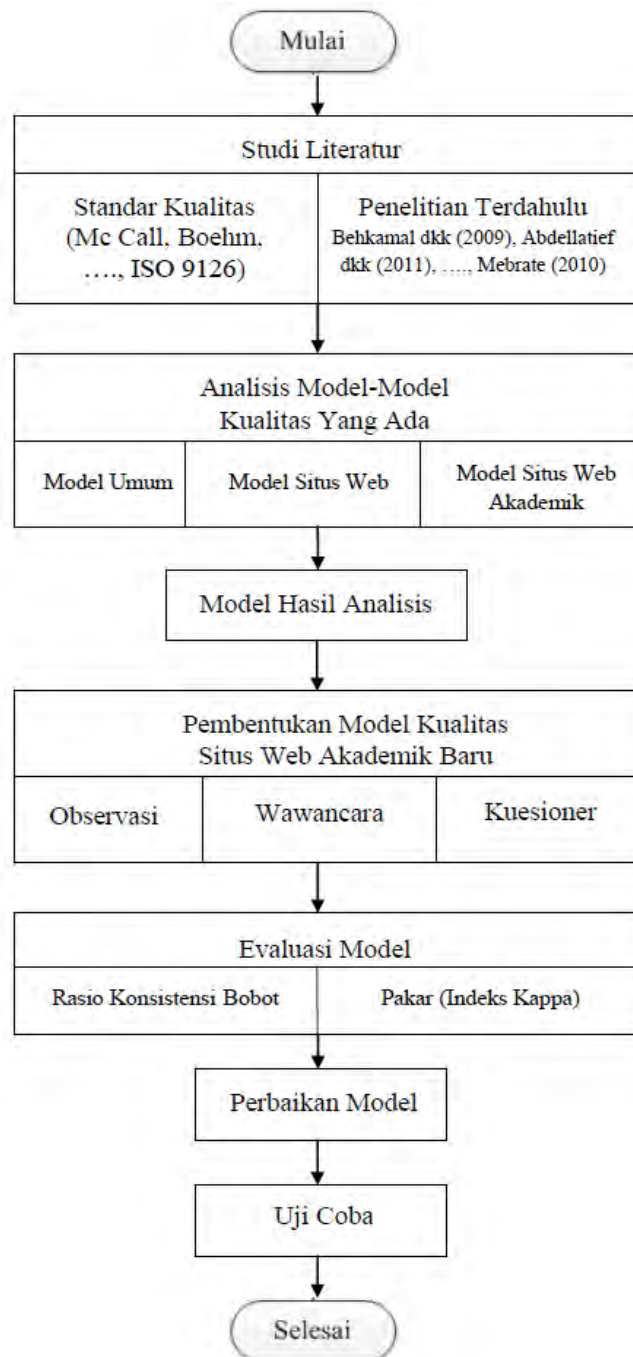 Mulai
Studi Literatur
Standar Kualitas
(Mc Call, Boehm,
…., ISO 9126)
Penelitian Terdahulu
Behkamal dkk (2009), Abdellatief
dkk (2011), …., Mebrate (2010)
Analisis Model-Model
Kualitas Yang Ada
Model Umum
Model Situs Web
Model Situs Web
Akademik
Model Hasil Analisis
Pembentukan Model Kualitas
Situs Web Akademik Baru
Observasi
Wawancara
Kuesioner
Evaluasi Model
Rasio Konsistensi Bobot
Pakar (Indeks Kappa)
Perbaikan Model
Uji Coba
Selesai